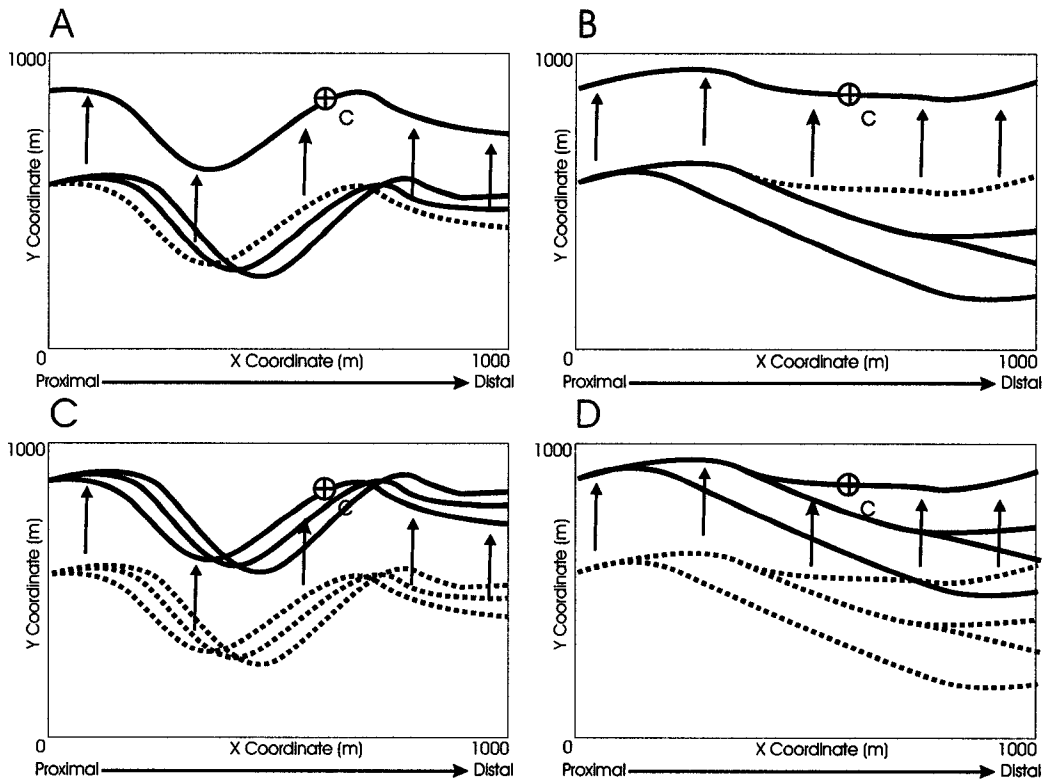 A
1000
Y Coordinate (m)
C
0
X Coordinate (m)
1000
Proximal
Distal
B
1000
Y Coordinate (m)
C
0
X Coordinate (m)
1000
Proximal
Distal
C
1000
Y Coordinate (m)
C
0
X Coordinate (m)
1000
Proximal
Distal
D
1000
Y Coordinate (m)
C
0
X Coordinate (m)
1000
Proximal
Distal